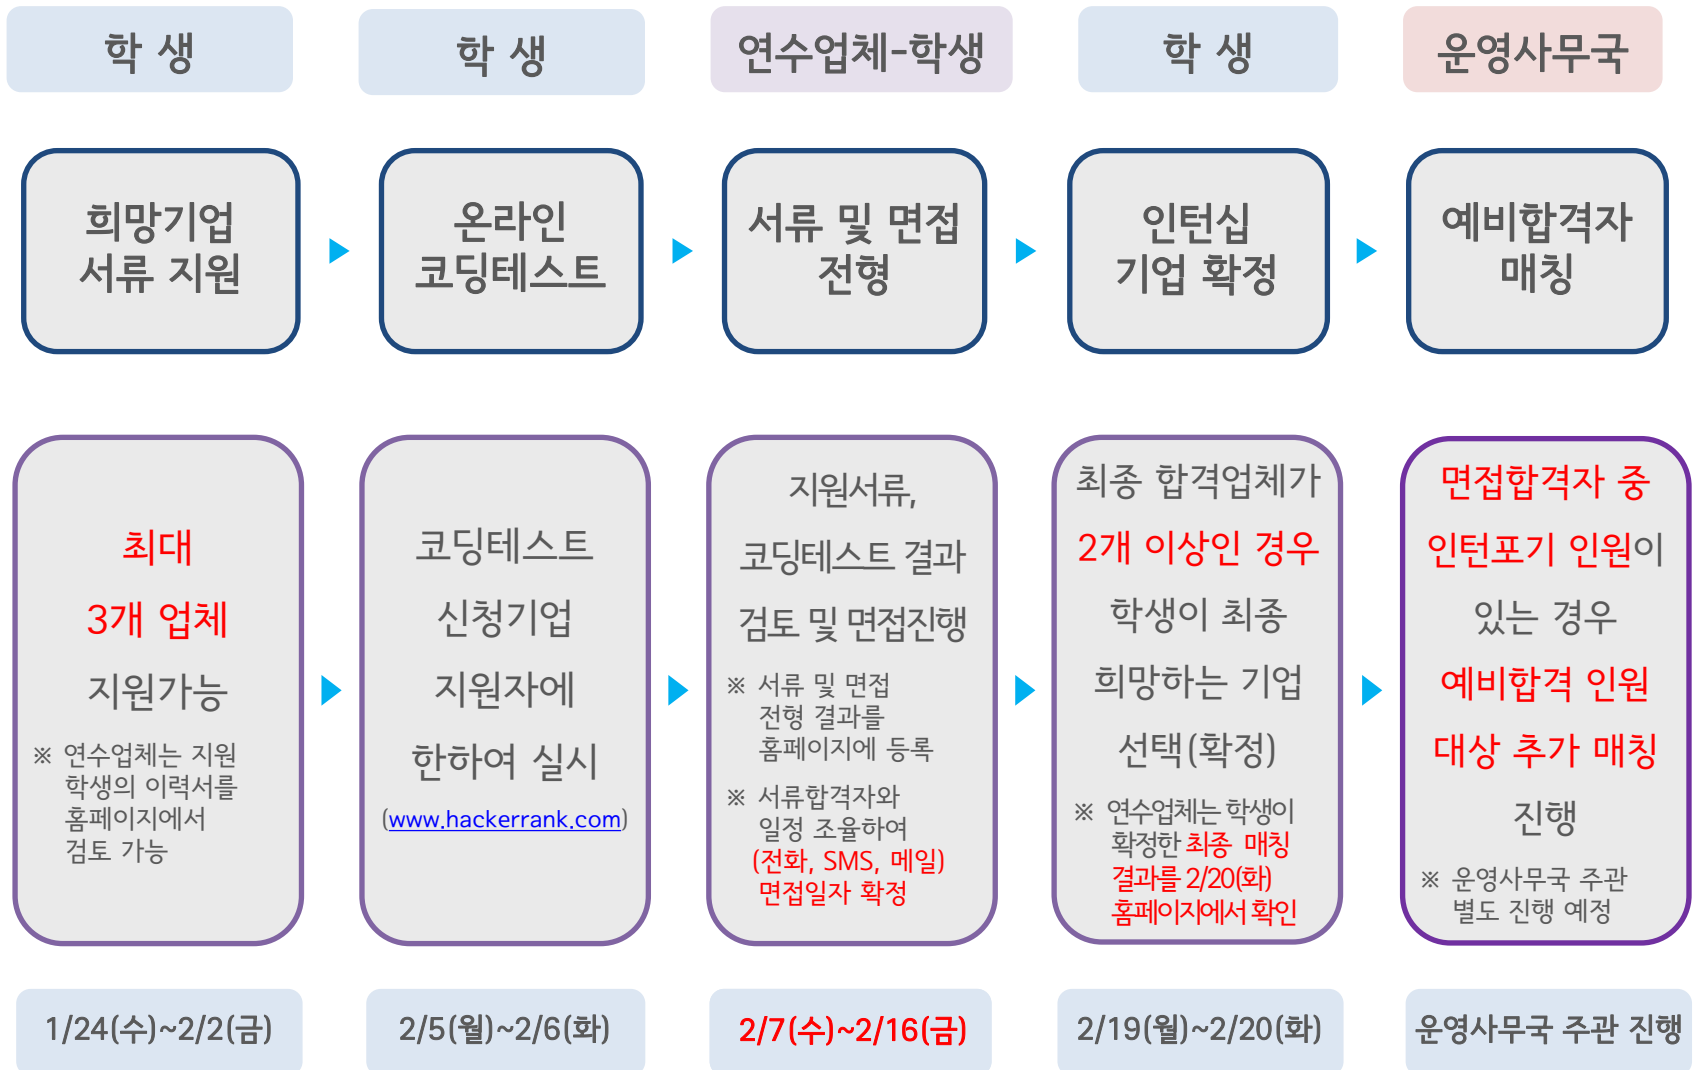 학 생
학 생
연수업체-학생
학 생
운영사무국
희망기업
서류 지원
온라인
코딩테스트
서류 및 면접
전형
인턴십
기업 확정
예비합격자
매칭
최대
3개 업체
지원가능
※ 연수업체는 지원
학생의 이력서를
홈페이지에서
검토 가능
코딩테스트
신청기업
지원자에
한하여 실시
(www.hackerrank.com)
지원서류,
코딩테스트 결과
검토 및 면접진행
※ 서류 및 면접
전형 결과를
홈페이지에 등록
※ 서류합격자와
일정 조율하여
(전화, SMS, 메일)
면접일자 확정
최종 합격업체가
2개 이상인 경우
학생이 최종
희망하는 기업
선택(확정)
※ 연수업체는 학생이
확정한 최종 매칭
결과를 2/20(화)
홈페이지에서 확인
면접합격자 중
인턴포기 인원이
있는 경우
예비합격 인원
대상 추가 매칭
진행
※ 운영사무국 주관
별도 진행 예정
1/24(수)~2/2(금)
2/5(월)~2/6(화)
2/7(수)~2/16(금)
2/19(월)~2/20(화)
운영사무국 주관 진행